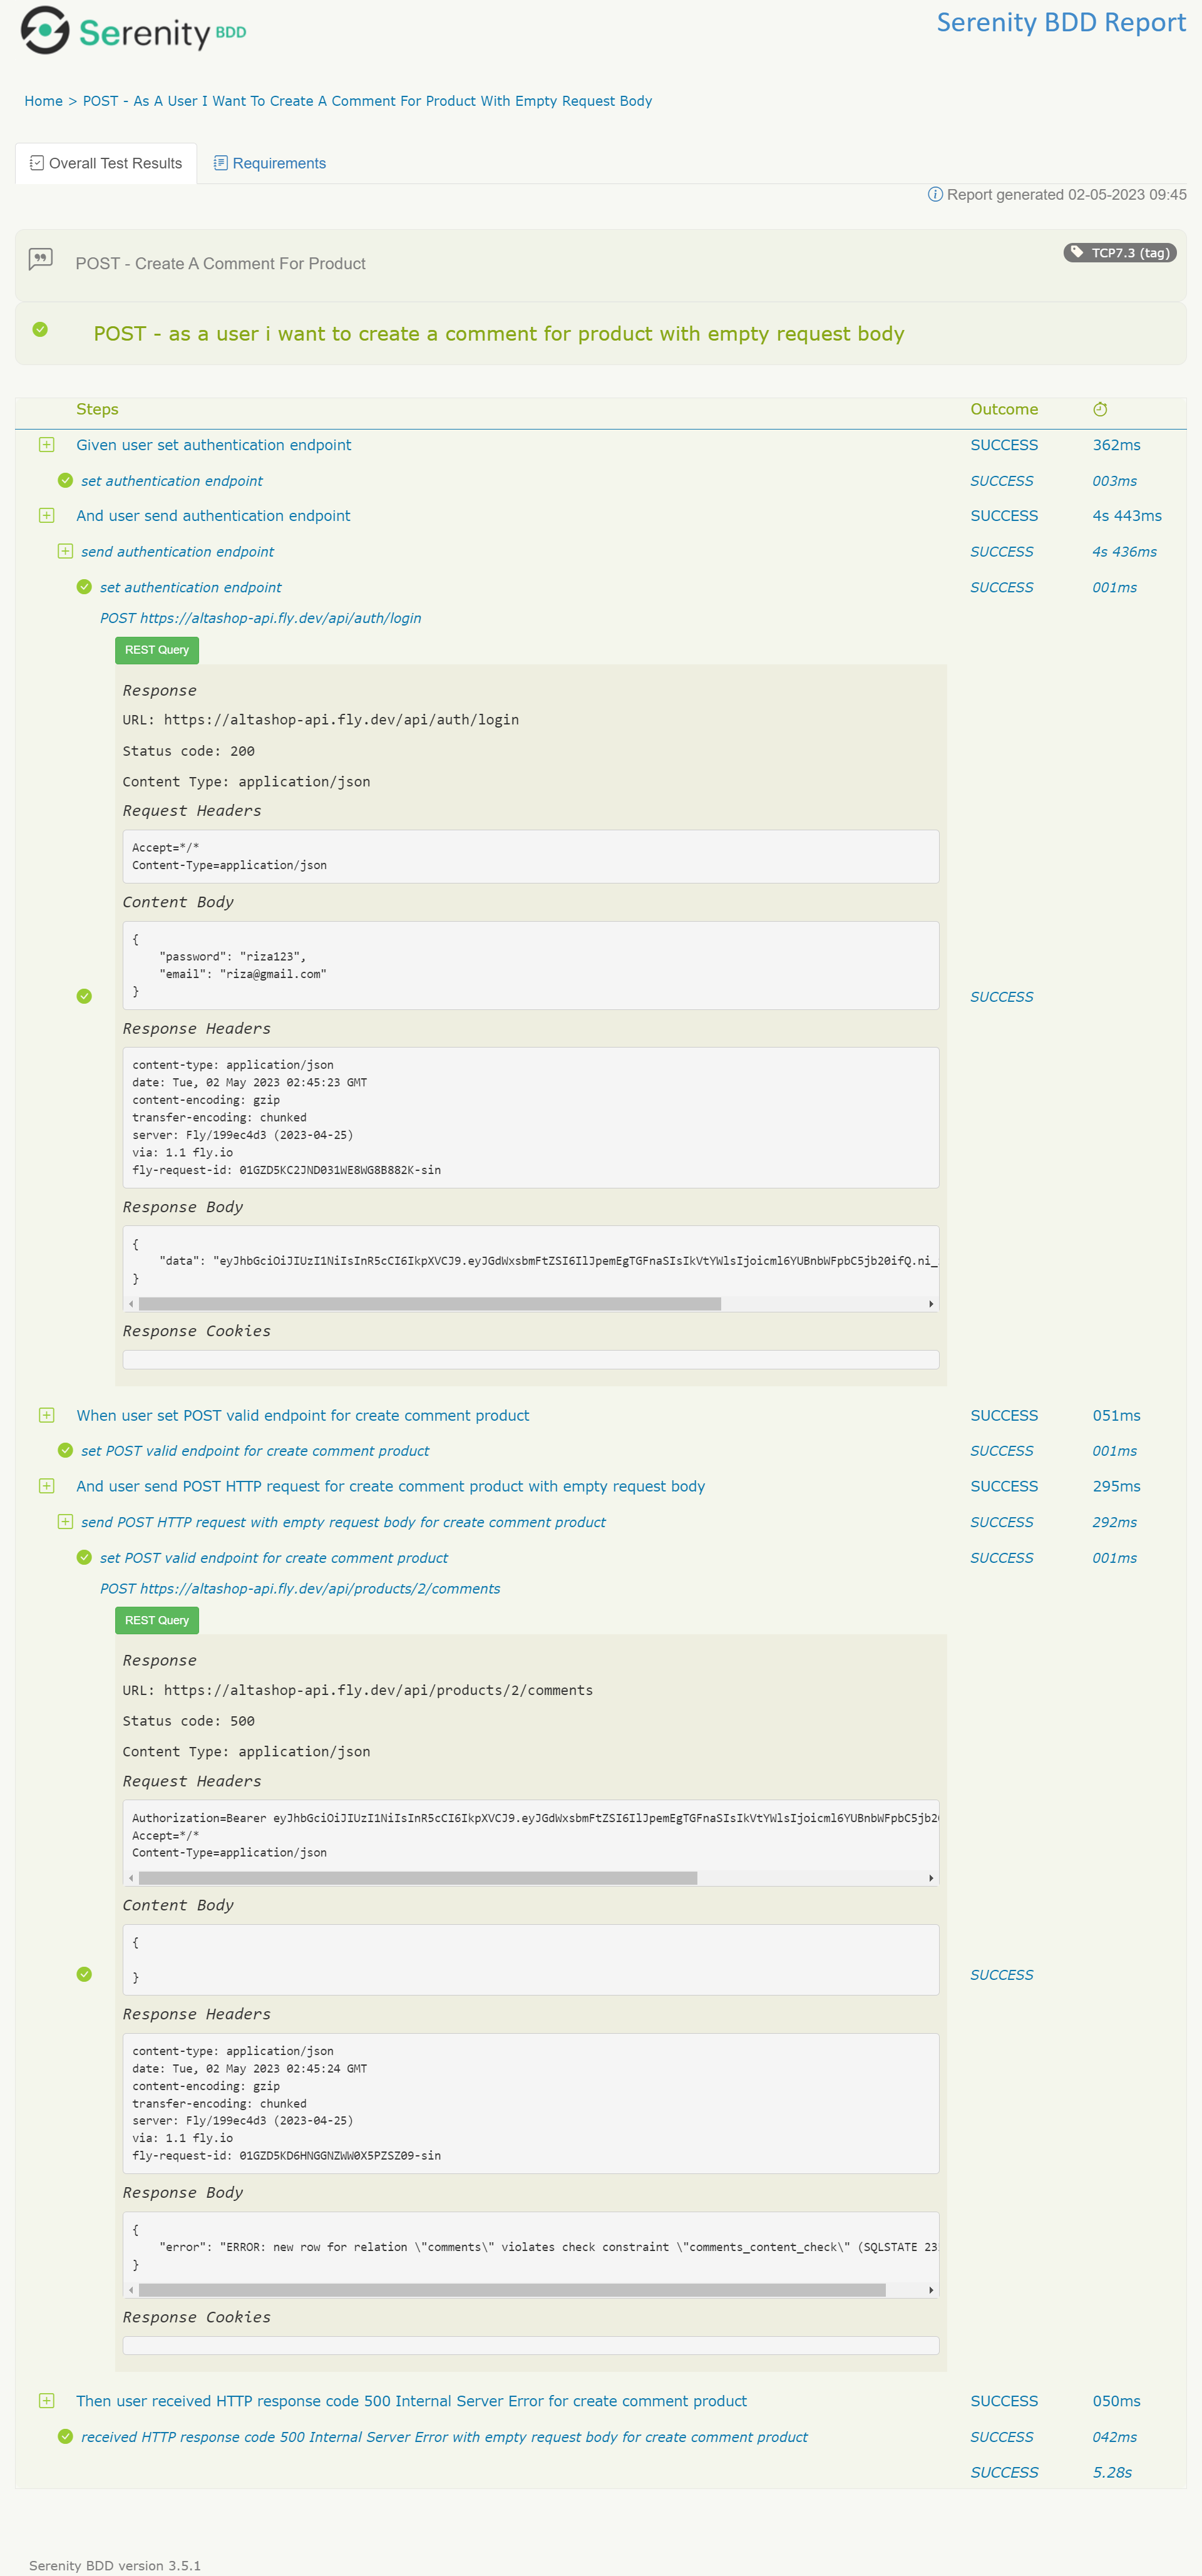 Serenity BDD
Serenity BDD Report
Home > POST - As A User I Want To Create A Comment For Product With Empty Request Body
Overall Test Results Requirements
Report generated 02-05-2023 09:45
POST - Create A Comment For Product
TCP7.3 (tag)
POST - as a user i want to create a comment for product with empty request body
Steps Outcome
Given user set authentication endpoint SUCCESS 362ms
set authentication endpoint SUCCESS 003ms
And user send authentication endpoint SUCCESS 4s 443ms
send authentication endpoint SUCCESS 4s 436ms
set authentication endpoint SUCCESS 001ms
POST https://altashop-api.fly.dev/api/auth/login
REST Query
Response
URL: https://altashop-api.fly.dev/api/auth/login
Status code: 200
Content Type: application/json
Request Headers
Accept=*/*
Content-Type=application/json
Content Body
{
"password": "riza123",
"email": "riza@gmail.com"
}
SUCCESS
Response Headers
content-type: application/json
date: Tue, 02 May 2023 02:45:23 GMT
content-encoding: gzip
transfer-encoding: chunked
server: Fly/199ec4d3 (2023-04-25)
via: 1.1 fly.io
fly-request-id: 01GZD5KC2JND031WE8WG8B882K-sin
Response Body
{
"data": "eyJhbGciOiJIUzI1NiIsInR5cCI6IkpXVCJ9.eyJGdWxsbmFtZSI6IlJpemEgTGFnaSIsIkVtYWlsIjoicml6YUBnbWFpbC5jb20ifQ.ni_
}
Response Cookies
When user set POST valid endpoint for create comment product SUCCESS 051ms
set POST valid endpoint for create comment product SUCCESS 001ms
And user send POST HTTP request for create comment product with empty request body SUCCESS 295ms
send POST HTTP request with empty request body for create comment product SUCCESS 292ms
set POST valid endpoint for create comment product SUCCESS 001ms
POST https://altashop-api.fly.dev/api/products/2/comments
REST Query
Response
URL: https://altashop-api.fly.dev/api/products/2/comments
Status code: 500
Content Type: application/json
Request Headers
Authorization=Bearer eyJhbGciOiJIUzI1NiIsInR5cCI6IkpXVCJ9.eyJGdWxsbmFtZSI6IlJpemEgTGFnaSIsIkVtYWlsIjoicml6YUBnbWFpbC5jb2
Accept=*/*
Content-Type=application/json
Content Body
{
}
SUCCESS
Response Headers
content-type: application/json
date: Tue, 02 May 2023 02:45:24 GMT
content-encoding: gzip
transfer-encoding: chunked
server: Fly/199ec4d3 (2023-04-25)
via: 1.1 fly.io
fly-request-id: 01GZD5KD6HNGGNZWW0X5PZSZ09-sin
Response Body
{
"error": "ERROR: new row for relation \"comments\" violates check constraint \"comments_content_check\" (SQLSTATE 23
}
Response Cookies
Then user received HTTP response code 500 Internal Server Error for create comment product SUCCESS 050ms
received HTTP response code 500 Internal Server Error with empty request body for create comment product SUCCESS 042ms
SUCCESS 5.28s
Serenity BDD version 3.5.1